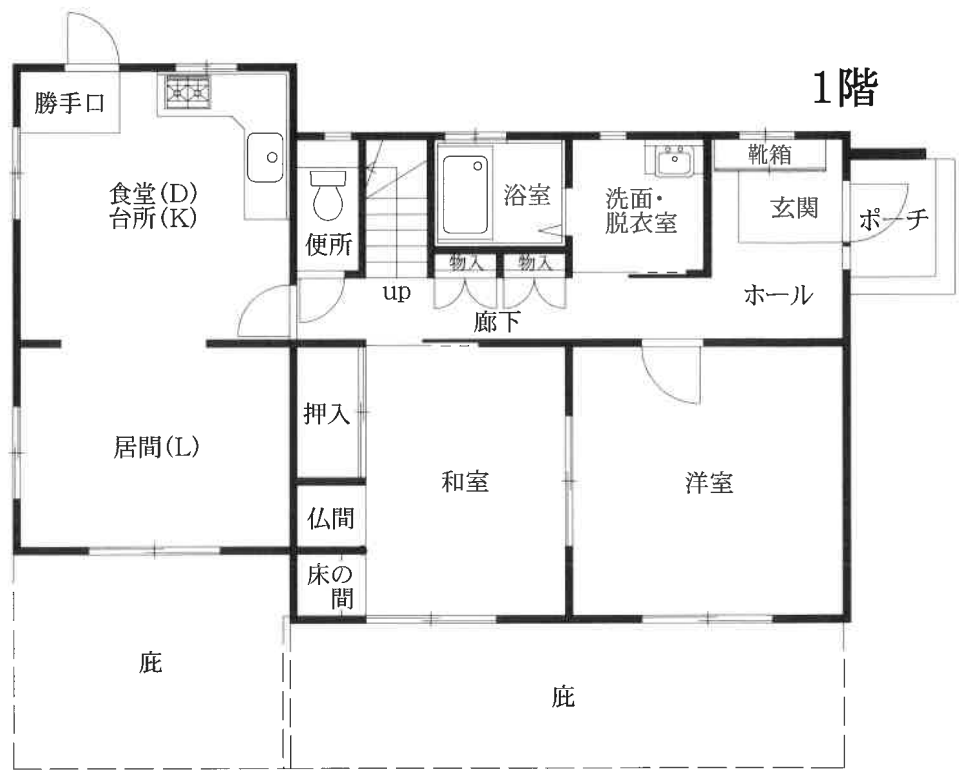 1階
勝手口
食堂(D)
台所(K)
便所
up
浴室
物入
物入
洗面・
脱衣室
靴箱
玄関
ポーチ
ホール
廊下
居間(L)
押入
仏間
床の
間
和室
洋室
庇
庇